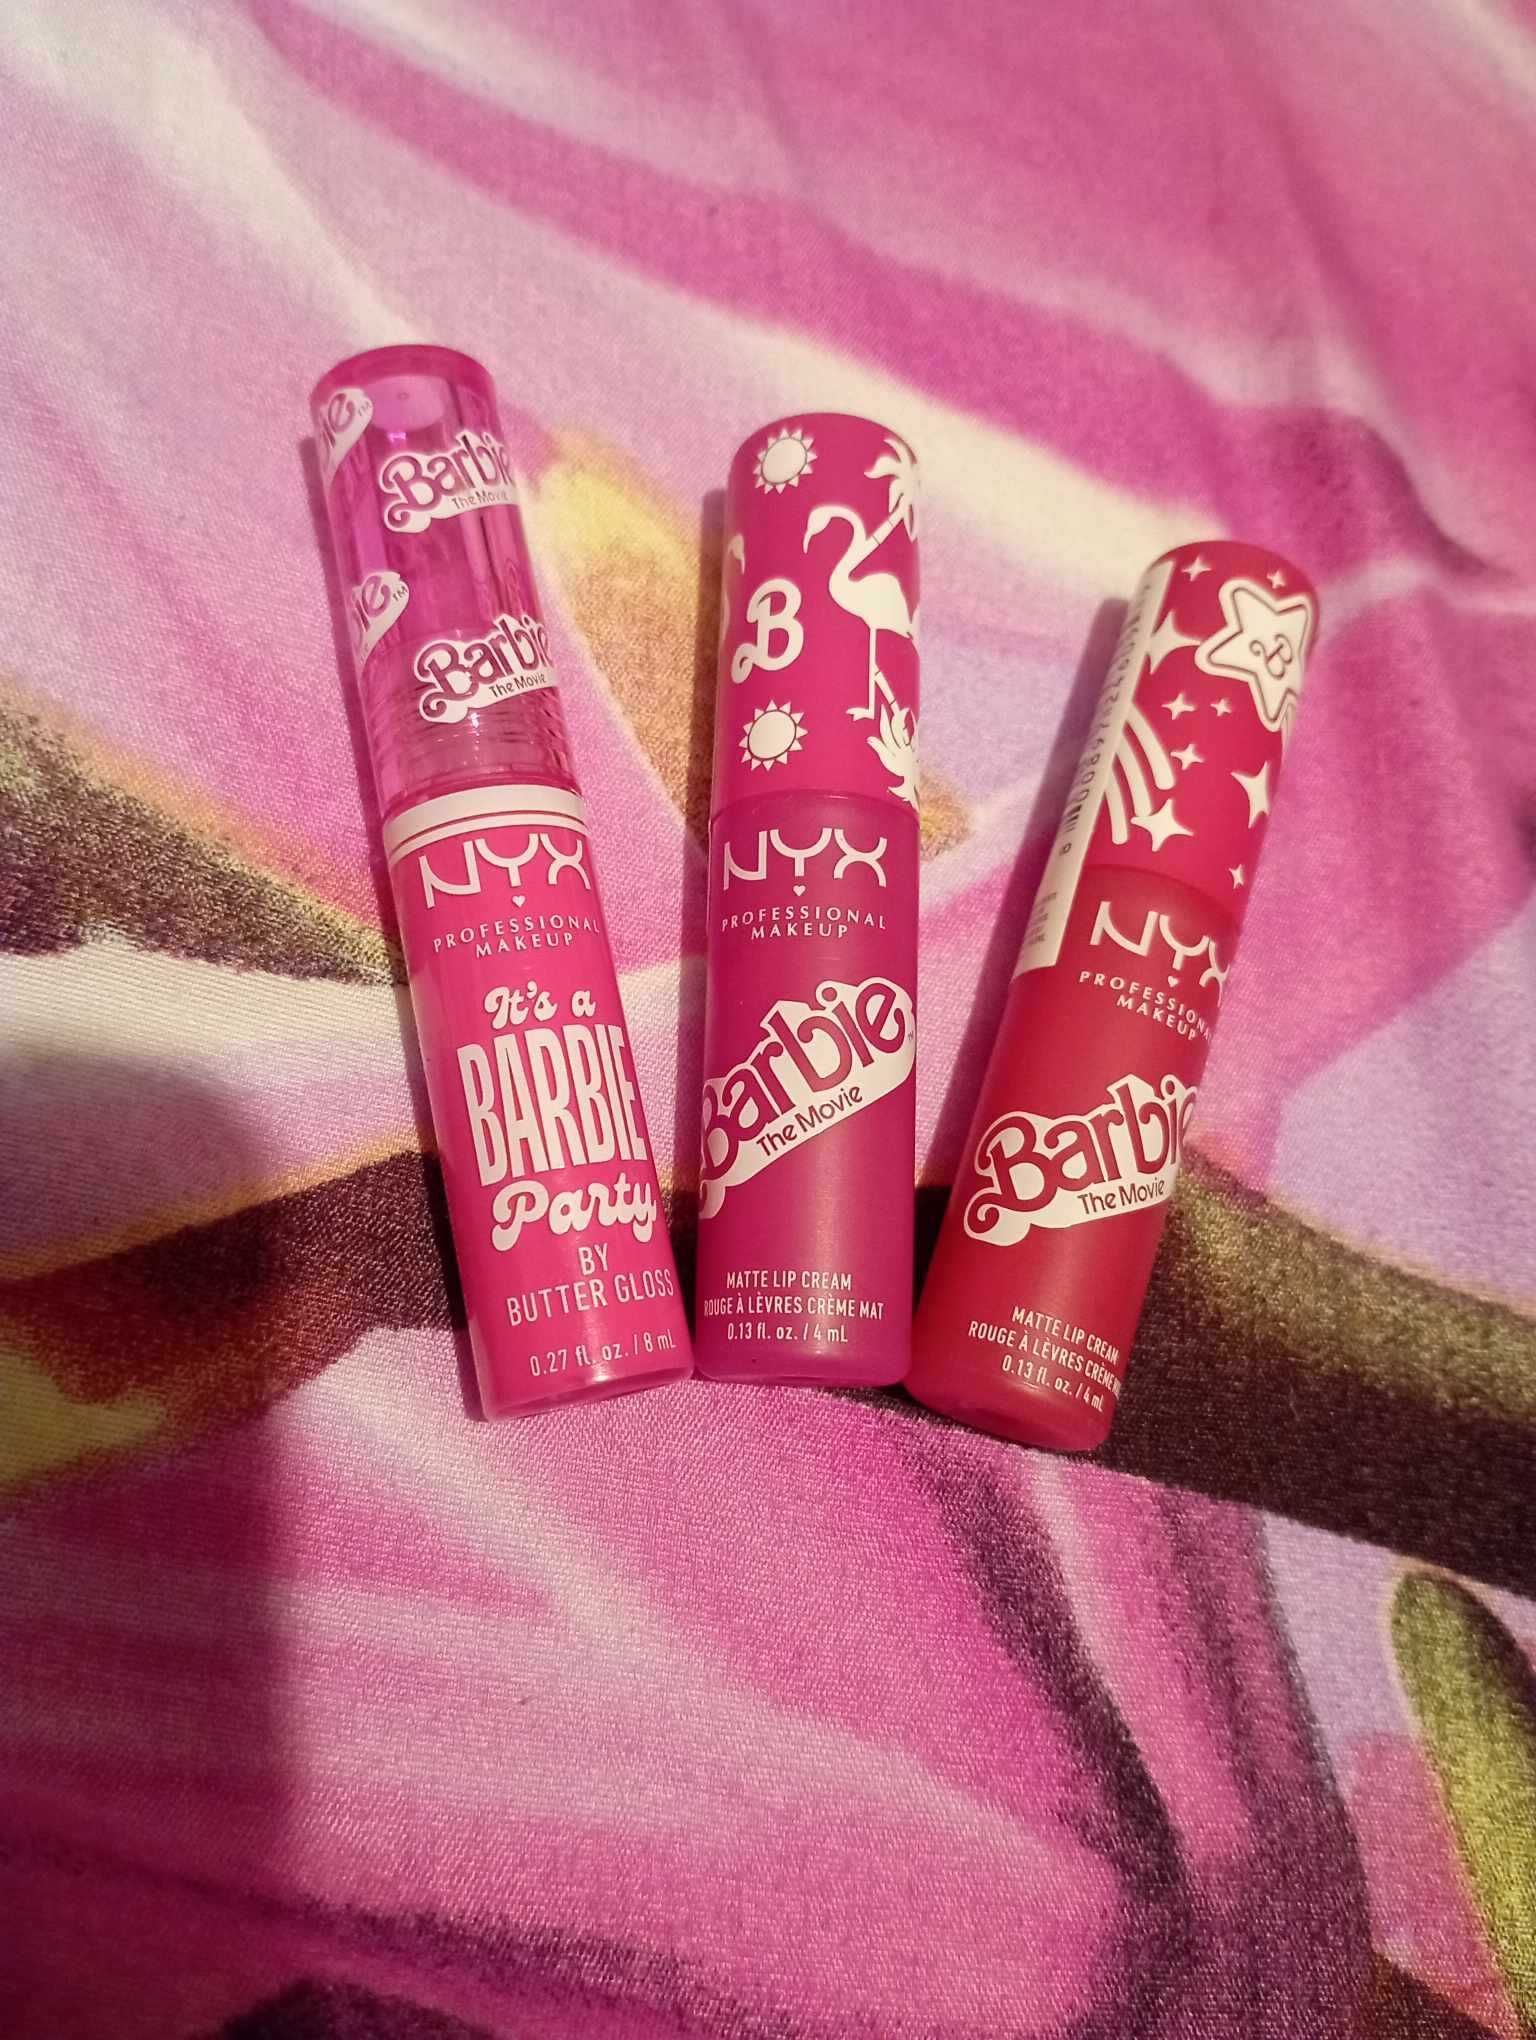 Barbie
The Movie
Barbie
The Movie
NYX
PROFESSIONAL
MAKEUP
It's a
BARBIE
Party
BY
BUTTER GLOSS
0.27 fl. oz. / 8 mL
B
NYX
PROFESSIONAL
MAKEUP
Barbie
The Movie
MATTE LIP CREAM
ROUGE À LÈVRES CRÈME MAT
0.13 fl. oz. / 4 mL
B
NYX
PROFESSIONAL
MAKEUP
Barbie
The Movie
MATTE LIP CREAM
ROUGE À LÈVRES CRÈME
0.13 fl. oz. / 4 mL